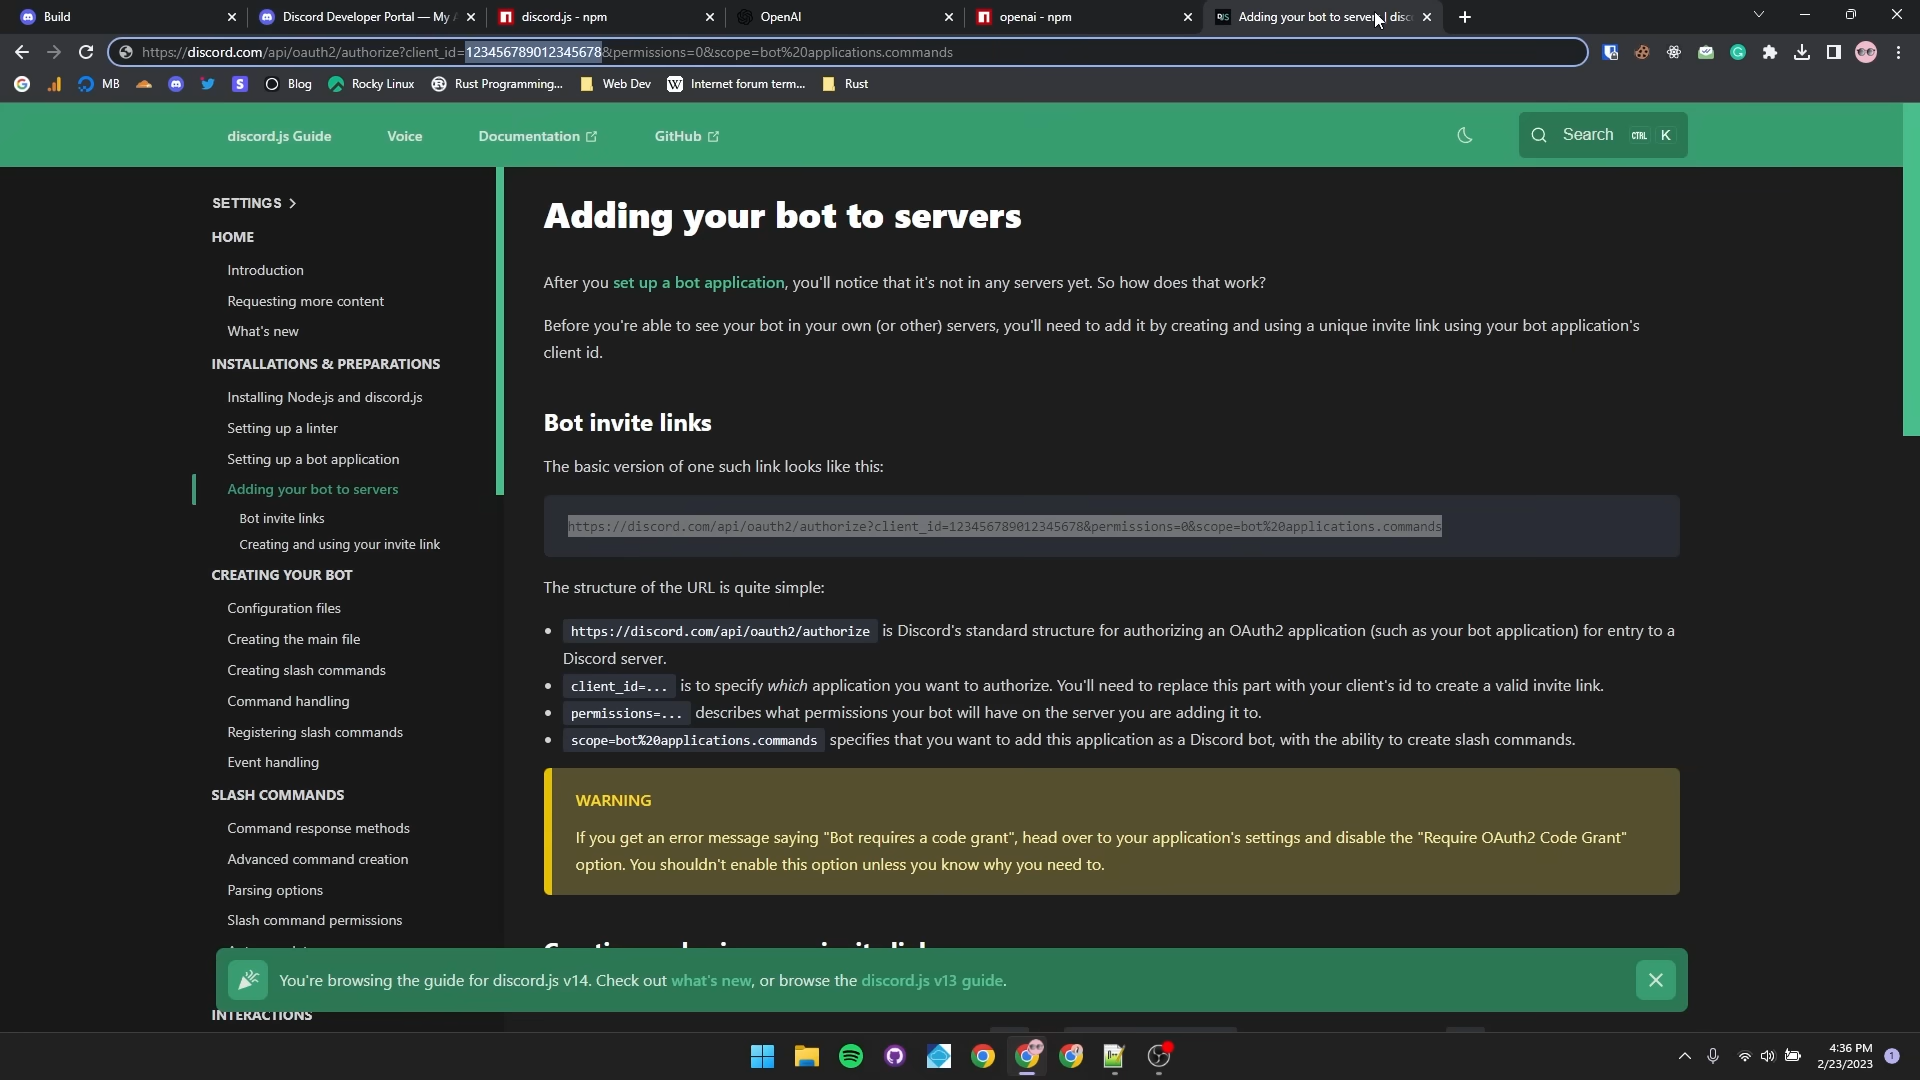 Build
Discord Developer Portal — My A
discord.js - npm
OpenAI
openai - npm
Adding your bot to servers | disc
https://discord.com/api/oauth2/authorize?client_id=123456789012345678&permissions=0&scope=bot%20applications.commands
MB
Blog
Rocky Linux
Rust Programming...
Web Dev
Internet forum term...
Rust
discord.js Guide
Voice
Documentation
GitHub
Search CTRL K
SETTINGS
HOME
Introduction
Requesting more content
What's new
INSTALLATIONS & PREPARATIONS
Installing Node.js and discord.js
Setting up a linter
Setting up a bot application
Adding your bot to servers
Bot invite links
Creating and using your invite link
CREATING YOUR BOT
Configuration files
Creating the main file
Creating slash commands
Command handling
Registering slash commands
Event handling
SLASH COMMANDS
Command response methods
Advanced command creation
Parsing options
Slash command permissions
INTERACTIONS
Adding your bot to servers
After you set up a bot application, you'll notice that it's not in any servers yet. So how does that work?
Before you're able to see your bot in your own (or other) servers, you'll need to add it by creating and using a unique invite link using your bot application's
client id.
Bot invite links
The basic version of one such link looks like this:
https://discord.com/api/oauth2/authorize?client_id=123456789012345678&permissions=0&scope=bot%20applications.commands
The structure of the URL is quite simple:
https://discord.com/api/oauth2/authorize is Discord's standard structure for authorizing an OAuth2 application (such as your bot application) for entry to a
Discord server.
client_id=... is to specify which application you want to authorize. You'll need to replace this part with your client's id to create a valid invite link.
permissions=... describes what permissions your bot will have on the server you are adding it to.
scope=bot%20applications.commands specifies that you want to add this application as a Discord bot, with the ability to create slash commands.
WARNING
If you get an error message saying "Bot requires a code grant", head over to your application's settings and disable the "Require OAuth2 Code Grant"
option. You shouldn't enable this option unless you know why you need to.
You're browsing the guide for discord.js v14. Check out what's new, or browse the discord.js v13 guide.
4:36 PM
2/23/2023
1